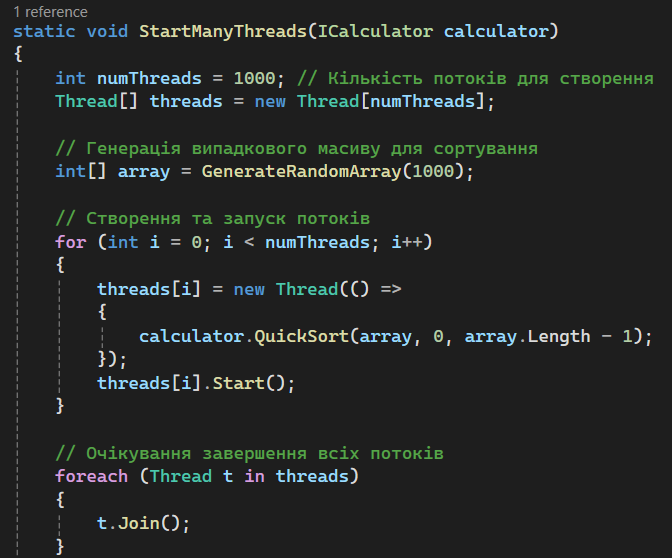 1 reference
static void StartManyThreads(ICalculator calculator)
{
int numThreads = 1000; // Кількість потоків для створення
Thread[] threads = new Thread[numThreads];
// Генерація випадкового масиву для сортування
int[] array = GenerateRandomArray(1000);
// Створення та запуск потоків
for (int i = 0; i < numThreads; i++)
{
threads[i] = new Thread(() =>
{
calculator.QuickSort(array, 0, array.Length - 1);
});
threads[i].Start();
}
// Очікування завершення всіх потоків
foreach (Thread t in threads)
{
t.Join();
}